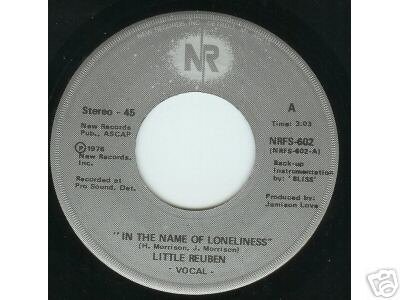 NR
Stereo - 45
New Records
Pub., ASCAP
℗ 1976
New Records.
Inc.
Recorded at
Pro Sound, Det.
A
Time: 3:03
NRFS-602
(NRFS-602-A)
Back-up
Instrumentation
by: "BLISS"
Produced by:
Jamison Love
"IN THE NAME OF LONELINESS"
(H. Morrison, J. Morrison)
LITTLE REUBEN
- VOCAL -